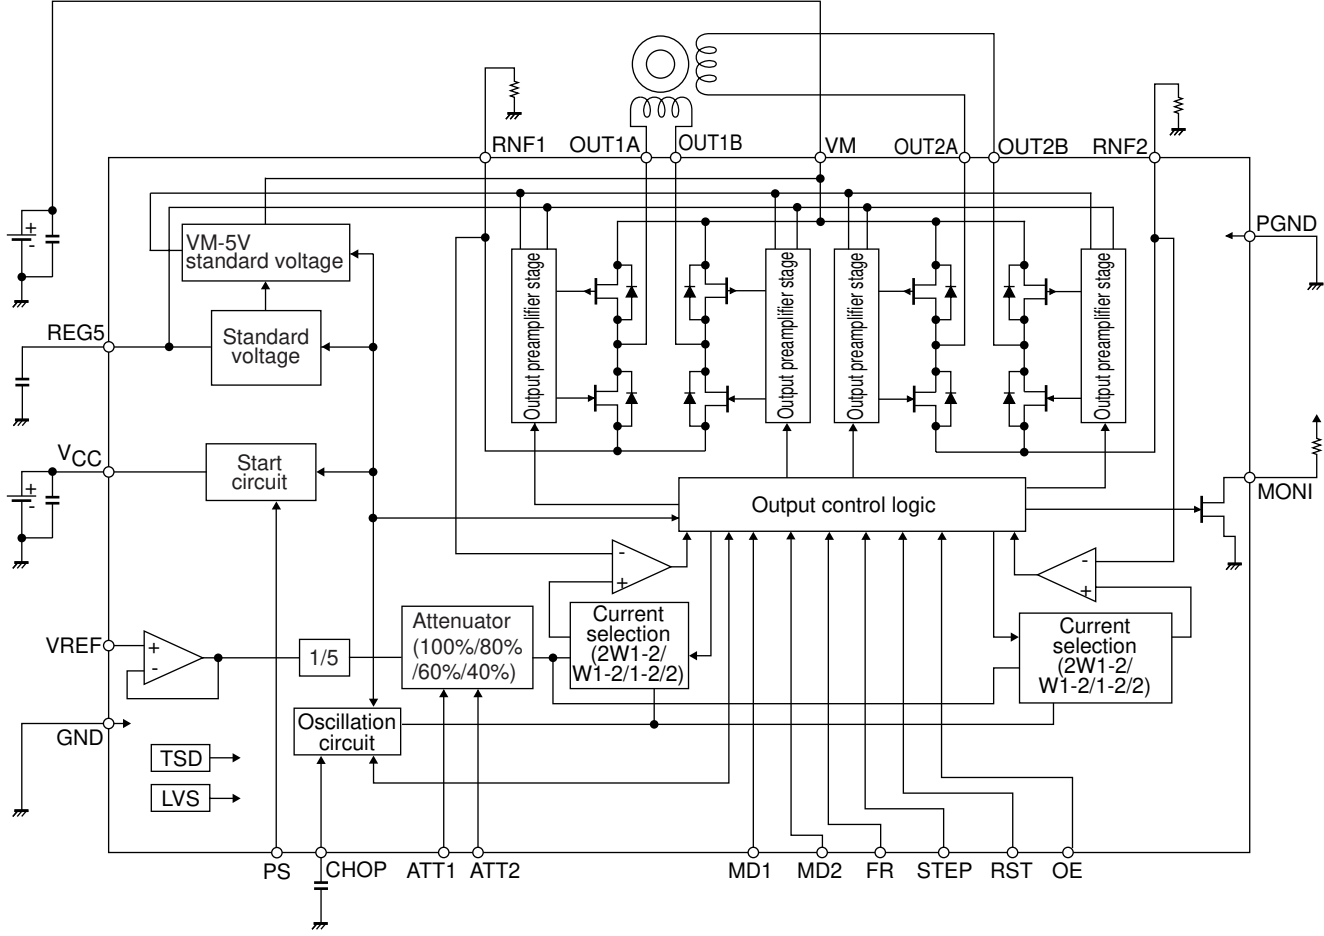 RNF1
OUT1A
OUT1B
VM
OUT2A
OUT2B
RNF2
PGND
+
-
VM-5V
standard voltage
Output preamplifier stage
Output preamplifier stage
Output preamplifier stage
Output preamplifier stage
REG5
Standard
voltage
VCC
+
-
Start
circuit
Output control logic
MONI
-
+
-
+
VREF
+
-
1/5
Attenuator
(100%/80%
/60%/40%)
Current
selection
(2W1-2/
W1-2/1-2/2)
Current
selection
(2W1-2/
W1-2/1-2/2)
GND
Oscillation
circuit
TSD
LVS
PS
CHOP
ATT1
ATT2
MD1
MD2
FR
STEP
RST
OE